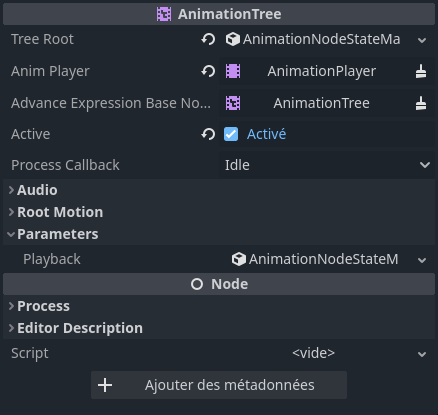 AnimationTree
Tree Root AnimationNodeStateMa
Anim Player AnimationPlayer
Advance Expression Base No... AnimationTree
Active Activé
Process Callback Idle
Audio
Root Motion
Parameters
Playback AnimationNodeStateM
Node
Process
Editor Description
Script <vide>
Ajouter des métadonnées